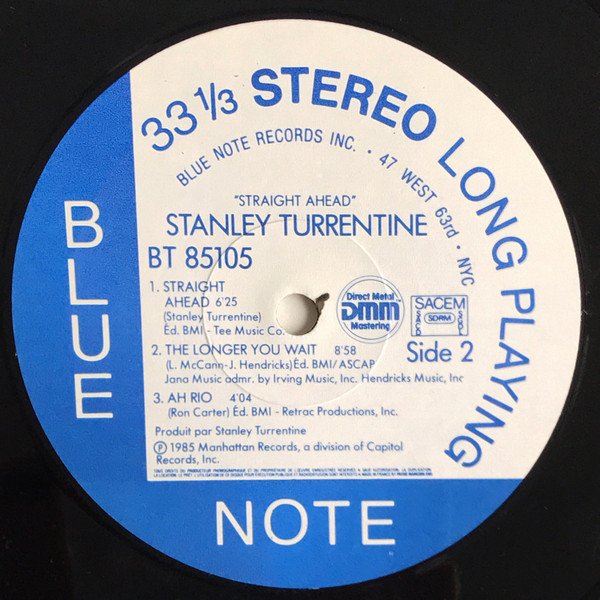 33 1/3 STEREO LONG PLAYING
BLUE NOTE RECORDS INC. • 47 WEST 63rd • NYC
"STRAIGHT AHEAD"
STANLEY TURRENTINE
BT 85105
1. STRAIGHT
AHEAD 6'25
(Stanley Turrentine)
Éd. BMI - Tee Music Co.
Direct Metal
DMM
Mastering
SACEM
SDRM
Side 2
2. THE LONGER YOU WAIT 8'58
(L. McCann-J. Hendricks) Éd. BMI/ASCAP
Jana Music admr. by Irving Music, Inc. Hendricks Music, Inc
3. AH RIO 4'04
(Ron Carter) Éd. BMI - Retrac Productions, Inc.
Produit par Stanley Turrentine
℗ 1985 Manhattan Records, a division of Capitol
Records, Inc.
BLUE
NOTE